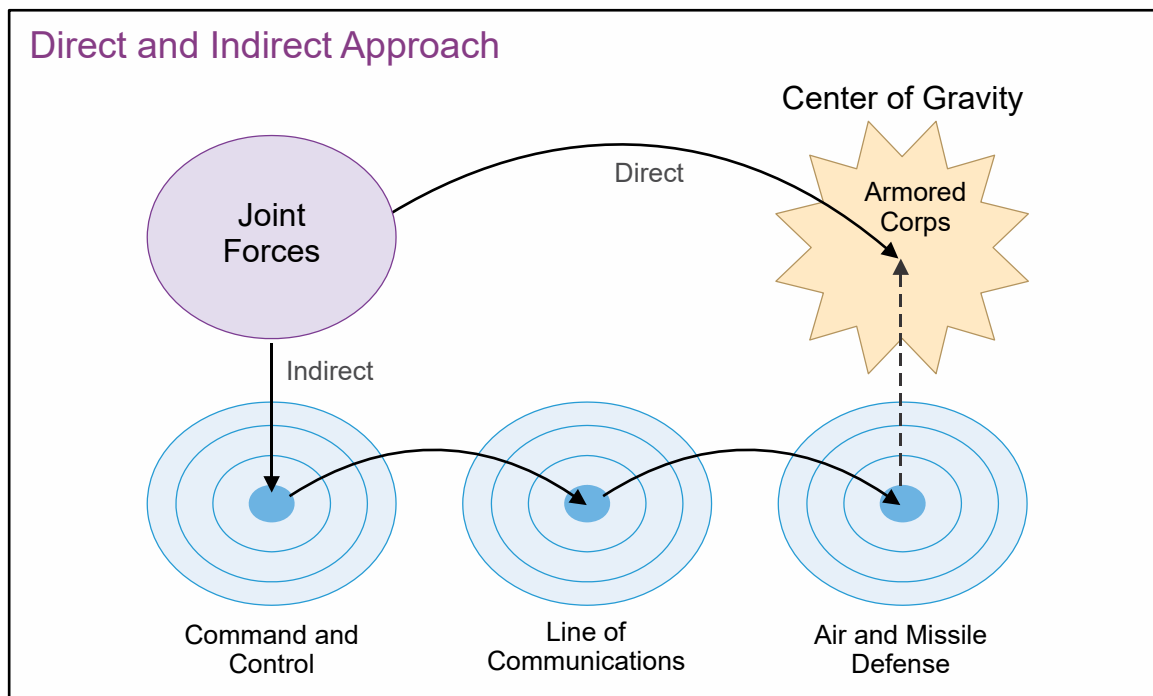 Direct and Indirect Approach
Center of Gravity
Joint
Forces
Direct
Armored
Corps
Indirect
Command and
Control
Line of
Communications
Air and Missile
Defense